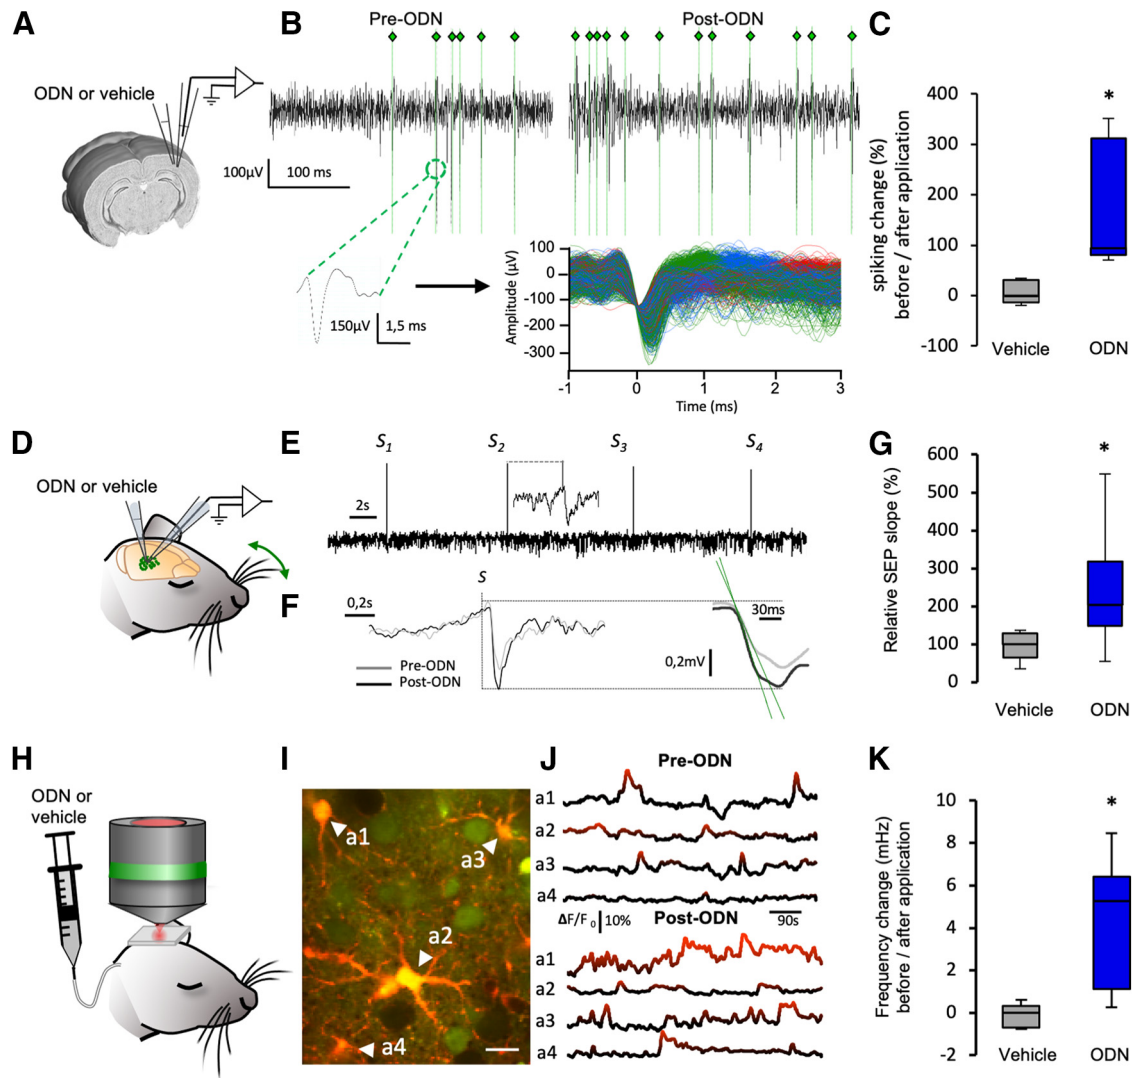 A
ODN or vehicle
B
Pre-ODN
Post-ODN
100µV
100 ms
150µV
1,5 ms
Amplitude (µV)
100
0
-100
-200
-300
-1
0
1
2
3
Time (ms)
C
spiking change (%)
before / after application
400
300
200
100
0
-100
*
Vehicle
ODN
D
ODN or vehicle
E
S1
S2
S3
S4
2s
F
0,2s
S
30ms
0,2mV
Pre-ODN
Post-ODN
G
Relative SEP slope (%)
600
500
400
300
200
100
0
*
Vehicle
ODN
H
ODN or
vehicle
I
a1
a3
a2
a4
J
Pre-ODN
a1
a2
a3
a4
ΔF/F0
10%
Post-ODN
90s
a1
a2
a3
a4
K
Frequency change (mHz)
before / after application
10
8
6
4
2
0
-2
*
Vehicle
ODN